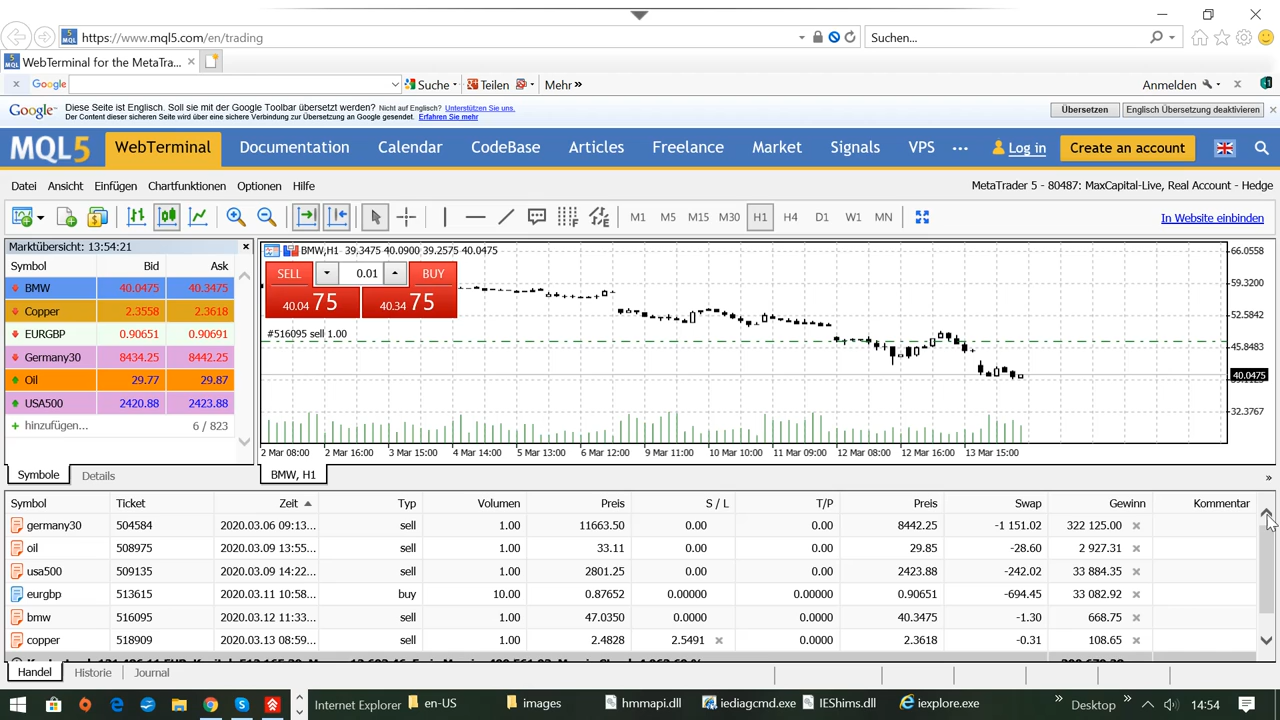 https://www.mql5.com/en/trading
Suchen...
WebTerminal for the MetaTra...
Google Suche Teilen Mehr » Anmelden
Google Diese Seite ist Englisch. Soll sie mit der Google Toolbar übersetzt werden? Nicht auf Englisch? Unterstützen Sie uns. Übersetzen Englisch Übersetzung deaktivieren
Der Content dieser sicheren Seite wird über eine sichere Verbindung zur Übersetzung an Google gesendet. Erfahren Sie mehr
MQL5 WebTerminal Documentation Calendar CodeBase Articles Freelance Market Signals VPS ... Log in Create an account
Datei Ansicht Einfügen Chartfunktionen Optionen Hilfe MetaTrader 5 - 80487: MaxCapital-Live, Real Account - Hedge
M1 M5 M15 M30 H1 H4 D1 W1 MN In Website einbinden
Marktübersicht: 13:54:21
Symbol Bid Ask
BMW 40.0475 40.3475
Copper 2.3558 2.3618
EURGBP 0.90651 0.90691
Germany30 8434.25 8442.25
Oil 29.77 29.87
USA500 2420.88 2423.88
+ hinzufügen... 6 / 823
Symbole Details
BMW,H1 39.3475 40.0900 39.2575 40.0475
SELL 0.01 BUY
40.04 75 40.34 75
#516095 sell 1.00
66.0558
59.3200
52.5842
45.8483
40.0475
32.3767
2 Mar 08:00 2 Mar 16:00 3 Mar 15:00 4 Mar 14:00 5 Mar 13:00 6 Mar 12:00 9 Mar 11:00 10 Mar 10:00 11 Mar 09:00 12 Mar 08:00 12 Mar 16:00 13 Mar 15:00
BMW, H1
Symbol Ticket Zeit Typ Volumen Preis S / L T/P Preis Swap Gewinn Kommentar
germany30 504584 2020.03.06 09:13... sell 1.00 11663.50 0.00 0.00 8442.25 -1 151.02 322 125.00
oil 508975 2020.03.09 13:55... sell 1.00 33.11 0.00 0.00 29.85 -28.60 2 927.31
usa500 509135 2020.03.09 14:22... sell 1.00 2801.25 0.00 0.00 2423.88 -242.02 33 884.35
eurgbp 513615 2020.03.11 10:58... buy 10.00 0.87652 0.00000 0.00000 0.90651 -694.45 33 082.92
bmw 516095 2020.03.12 11:33... sell 1.00 47.0350 0.0000 0.0000 40.3475 -1.30 668.75
copper 518909 2020.03.13 08:59... sell 1.00 2.4828 2.5491 0.0000 2.3618 -0.31 108.65
Handel Historie Journal
Internet Explorer en-US images hmmapi.dll iediagcmd.exe IEShims.dll iexplore.exe » Desktop » 14:54